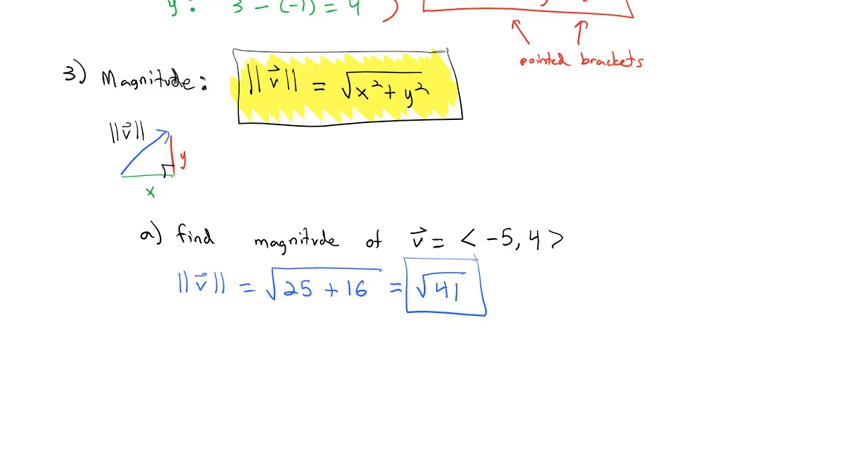 y: 3 - (-1) = 4
pointed brackets
3) Magnitude: ||v⃗|| = √x² + y²
||v⃗||
y
x
a) find magnitude of v⃗ = < -5, 4 >
||v⃗|| = √25 + 16 = √41